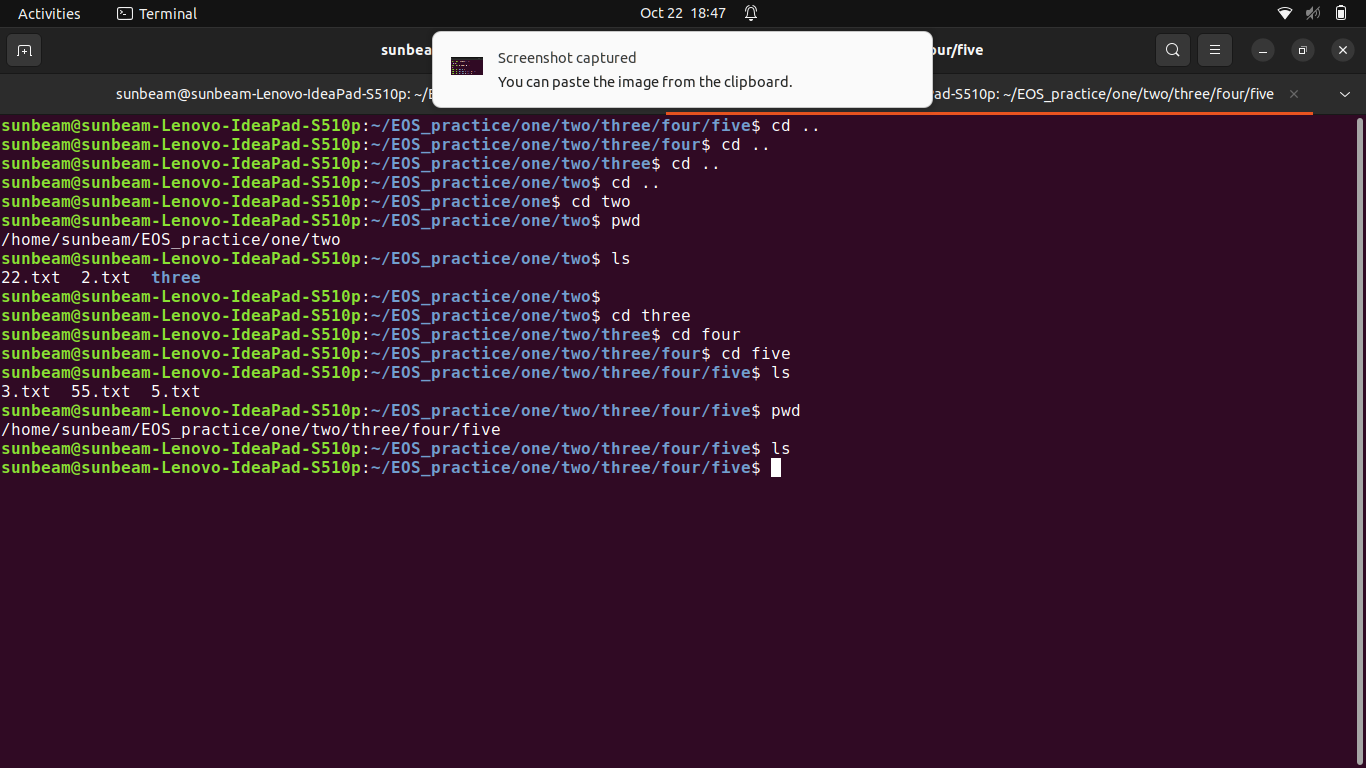 Activities Terminal Oct 22 18:47
Screenshot captured
You can paste the image from the clipboard.
sunbea our/five
sunbeam@sunbeam-Lenovo-IdeaPad-S510p: ~/E ad-S510p: ~/EOS_practice/one/two/three/four/five
sunbeam@sunbeam-Lenovo-IdeaPad-S510p:~/EOS_practice/one/two/three/four/five$ cd ..
sunbeam@sunbeam-Lenovo-IdeaPad-S510p:~/EOS_practice/one/two/three/four$ cd ..
sunbeam@sunbeam-Lenovo-IdeaPad-S510p:~/EOS_practice/one/two/three$ cd ..
sunbeam@sunbeam-Lenovo-IdeaPad-S510p:~/EOS_practice/one/two$ cd ..
sunbeam@sunbeam-Lenovo-IdeaPad-S510p:~/EOS_practice/one$ cd two
sunbeam@sunbeam-Lenovo-IdeaPad-S510p:~/EOS_practice/one/two$ pwd
/home/sunbeam/EOS_practice/one/two
sunbeam@sunbeam-Lenovo-IdeaPad-S510p:~/EOS_practice/one/two$ ls
22.txt 2.txt three
sunbeam@sunbeam-Lenovo-IdeaPad-S510p:~/EOS_practice/one/two$
sunbeam@sunbeam-Lenovo-IdeaPad-S510p:~/EOS_practice/one/two$ cd three
sunbeam@sunbeam-Lenovo-IdeaPad-S510p:~/EOS_practice/one/two/three$ cd four
sunbeam@sunbeam-Lenovo-IdeaPad-S510p:~/EOS_practice/one/two/three/four$ cd five
sunbeam@sunbeam-Lenovo-IdeaPad-S510p:~/EOS_practice/one/two/three/four/five$ ls
3.txt 55.txt 5.txt
sunbeam@sunbeam-Lenovo-IdeaPad-S510p:~/EOS_practice/one/two/three/four/five$ pwd
/home/sunbeam/EOS_practice/one/two/three/four/five
sunbeam@sunbeam-Lenovo-IdeaPad-S510p:~/EOS_practice/one/two/three/four/five$ ls
sunbeam@sunbeam-Lenovo-IdeaPad-S510p:~/EOS_practice/one/two/three/four/five$